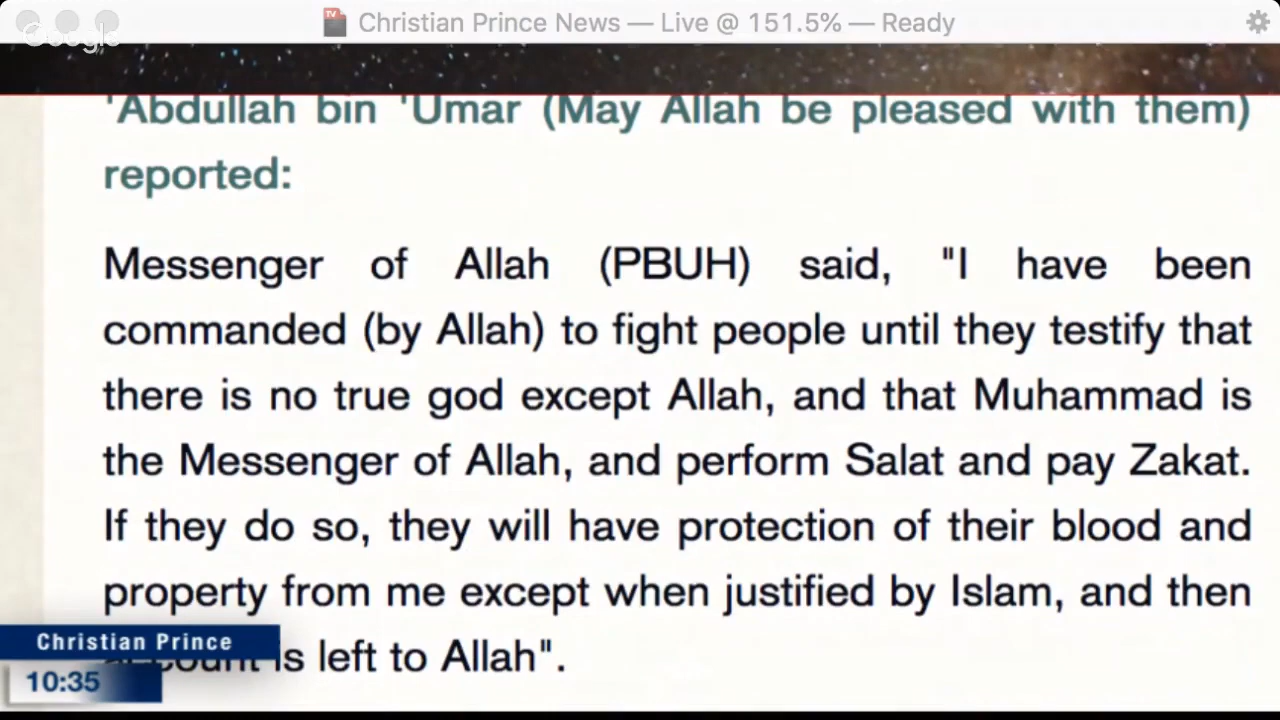 Christian Prince News — Live @ 151.5% — Ready
Google
'Abdullah bin 'Umar (May Allah be pleased with them)
reported:
Messenger of Allah (PBUH) said, "I have been
commanded (by Allah) to fight people until they testify that
there is no true god except Allah, and that Muhammad is
the Messenger of Allah, and perform Salat and pay Zakat.
If they do so, they will have protection of their blood and
property from me except when justified by Islam, and then
account is left to Allah".
Christian Prince
10:35